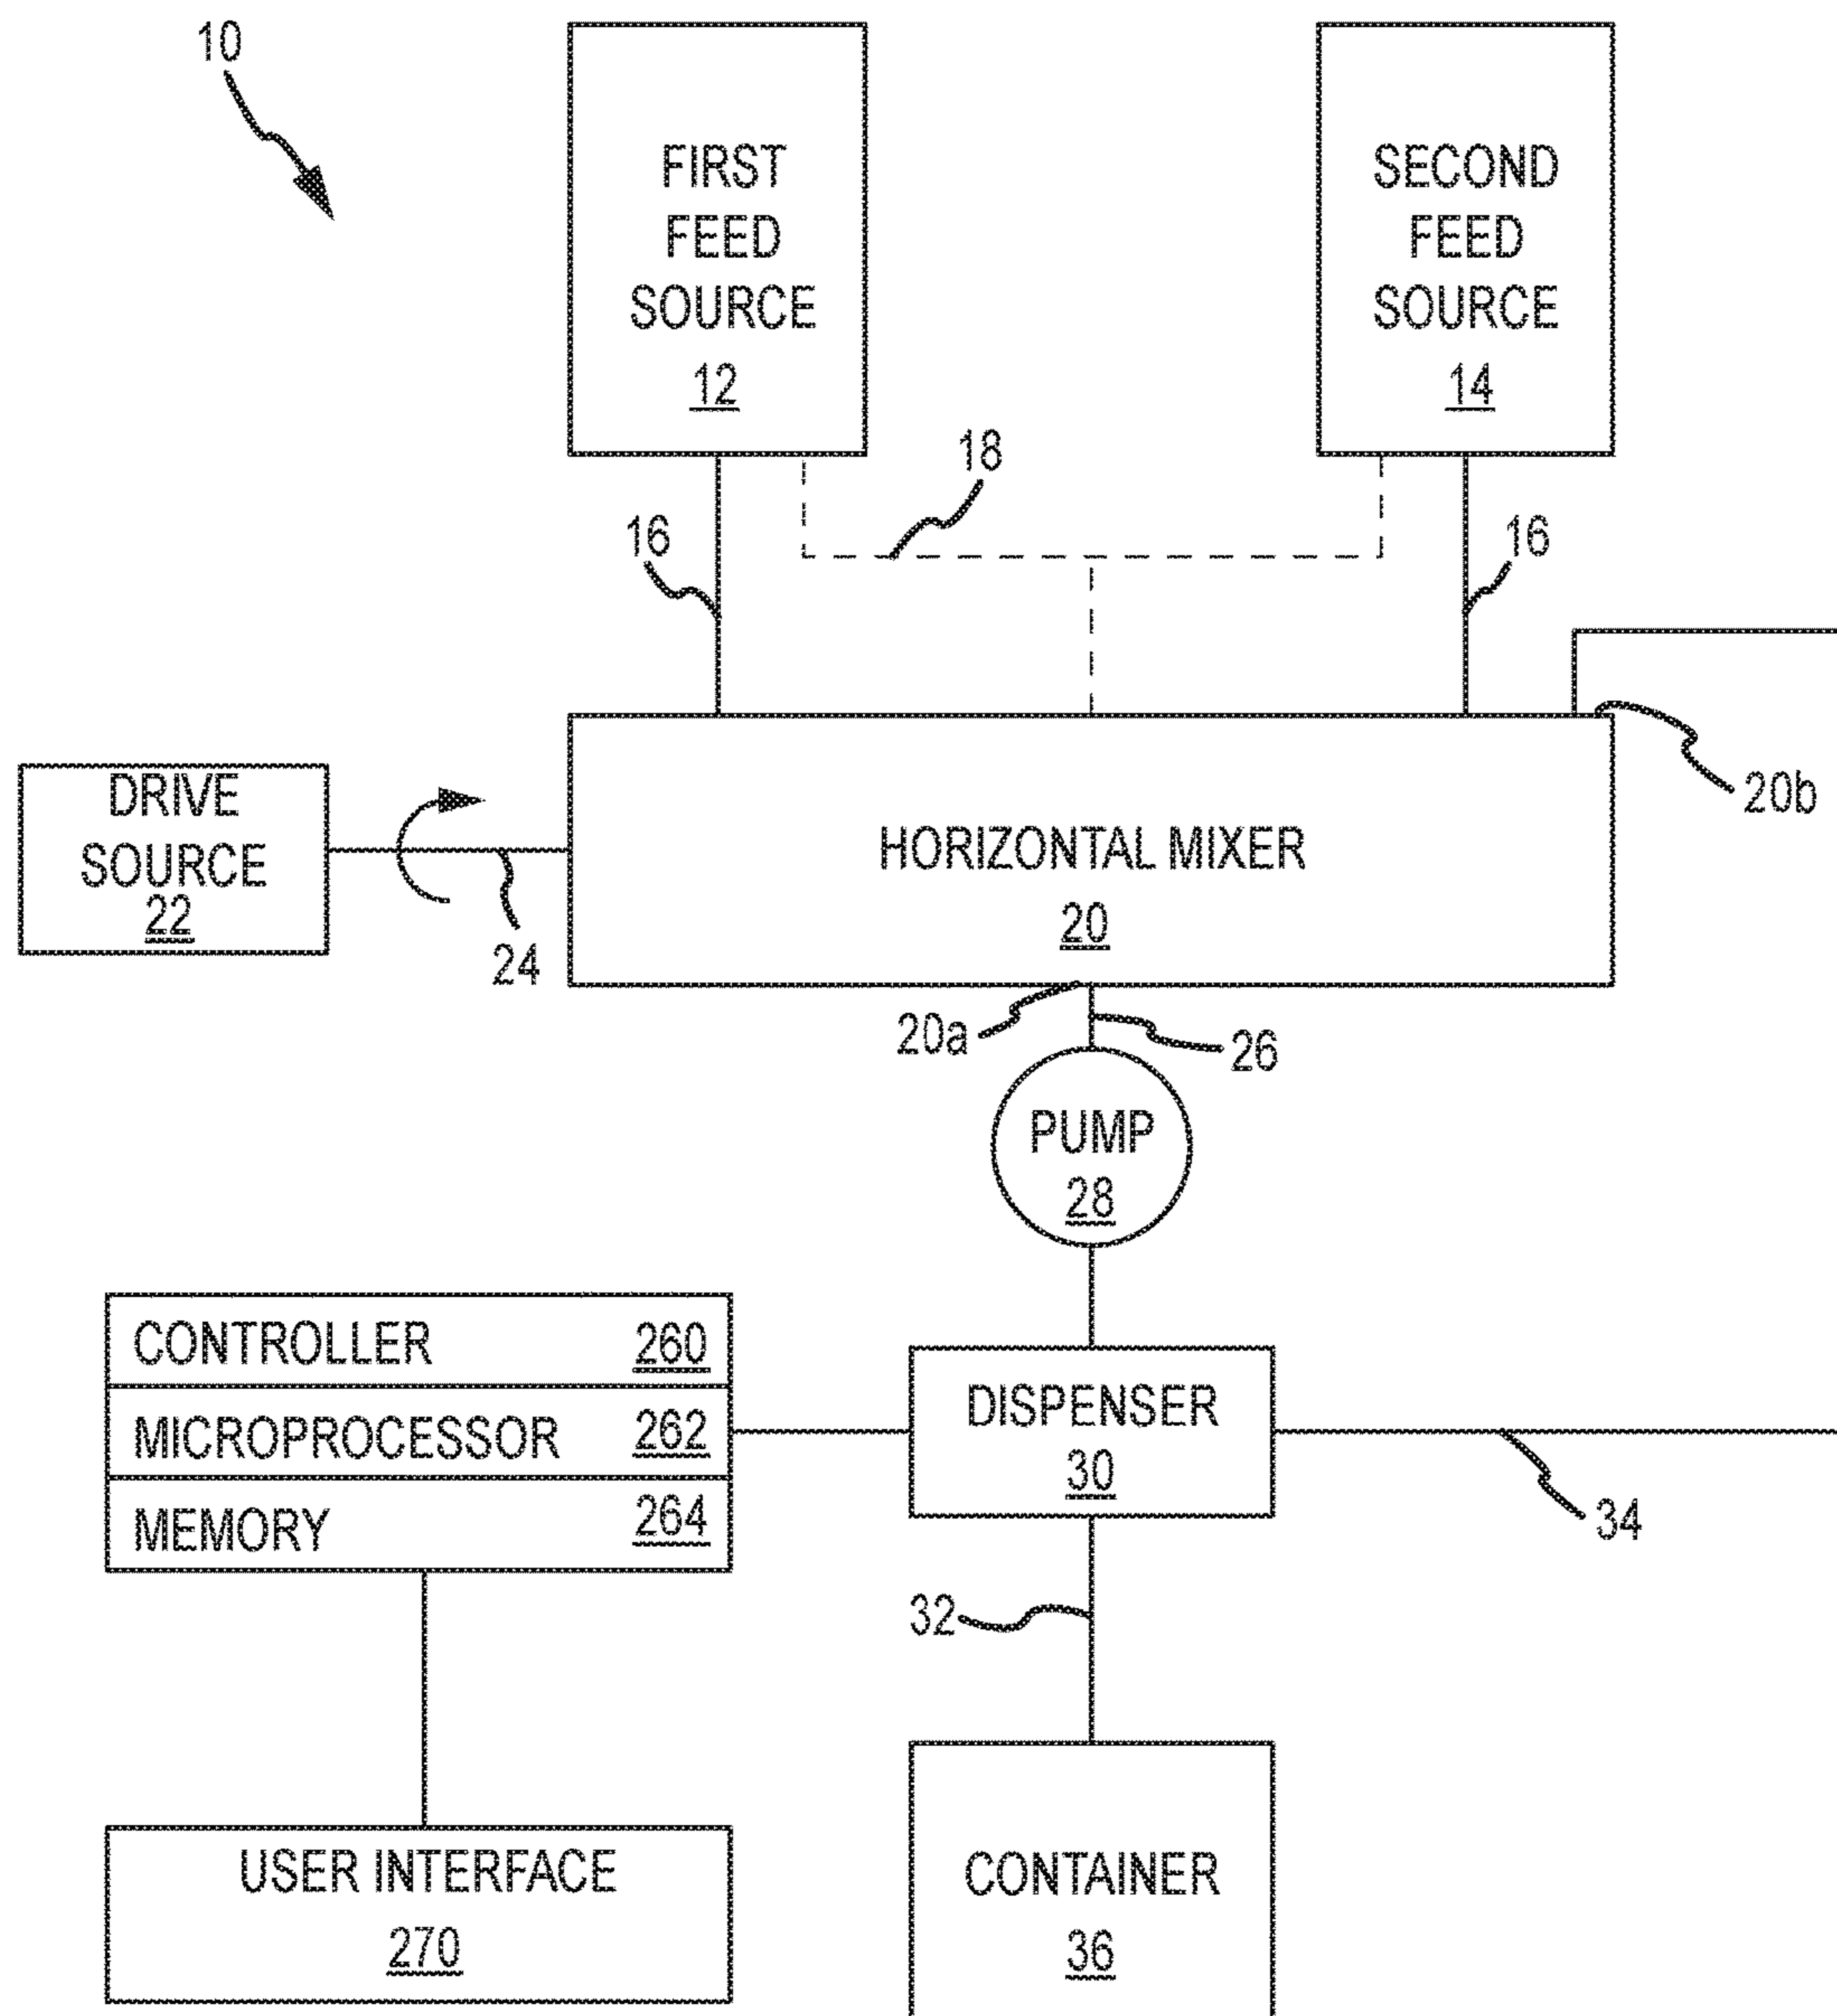 10
FIRST
FEED
SOURCE
12
SECOND
FEED
SOURCE
14
18
16
16
20b
DRIVE
SOURCE
22
24
HORIZONTAL MIXER
20
20a
26
PUMP
28
CONTROLLER 260
MICROPROCESSOR 262
MEMORY 264
DISPENSER
30
34
32
USER INTERFACE
270
CONTAINER
36